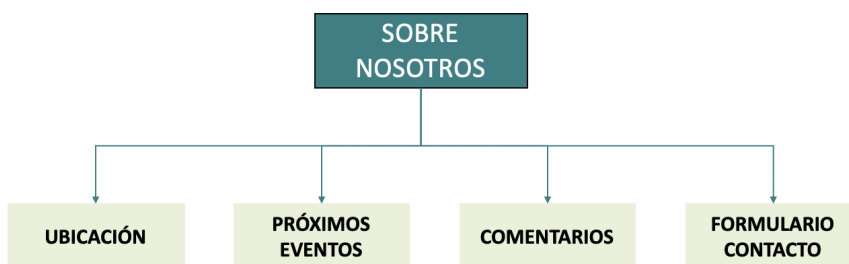 SOBRE
NOSOTROS
UBICACIÓN
PRÓXIMOS
EVENTOS
COMENTARIOS
FORMULARIO
CONTACTO